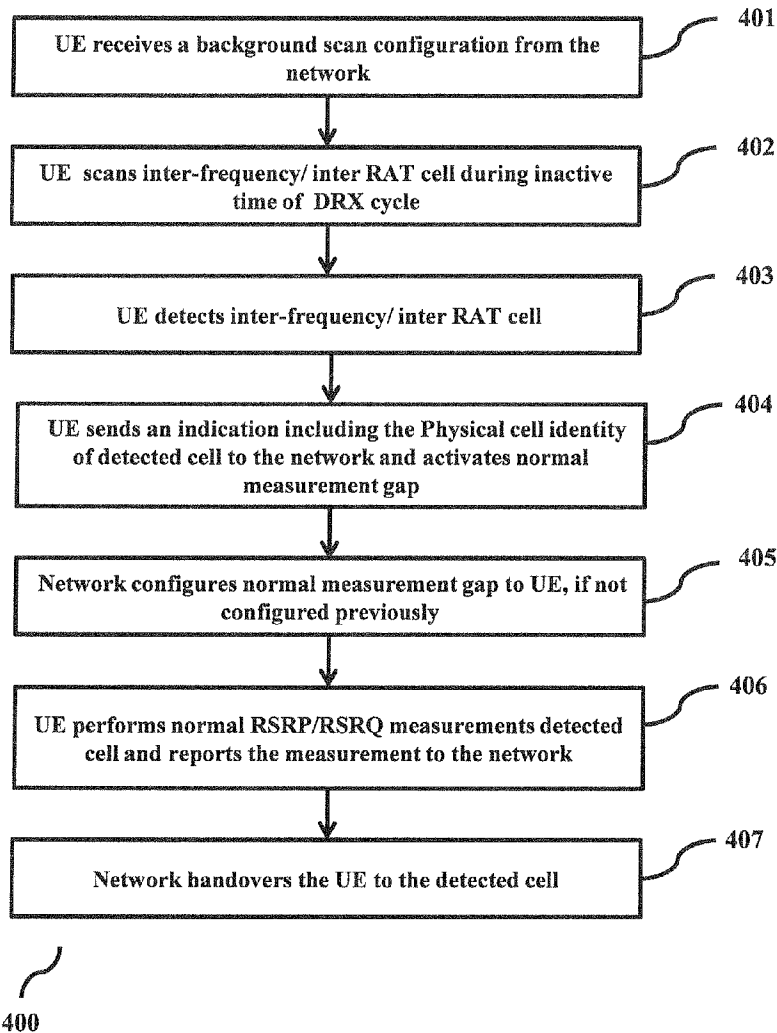 401
UE receives a background scan configuration from the
network
402
UE scans inter-frequency/ inter RAT cell during inactive
time of DRX cycle
403
UE detects inter-frequency/ inter RAT cell
404
UE sends an indication including the Physical cell identity
of detected cell to the network and activates normal
measurement gap
405
Network configures normal measurement gap to UE, if not
configured previously
406
UE performs normal RSRP/RSRQ measurements detected
cell and reports the measurement to the network
407
Network handovers the UE to the detected cell
400